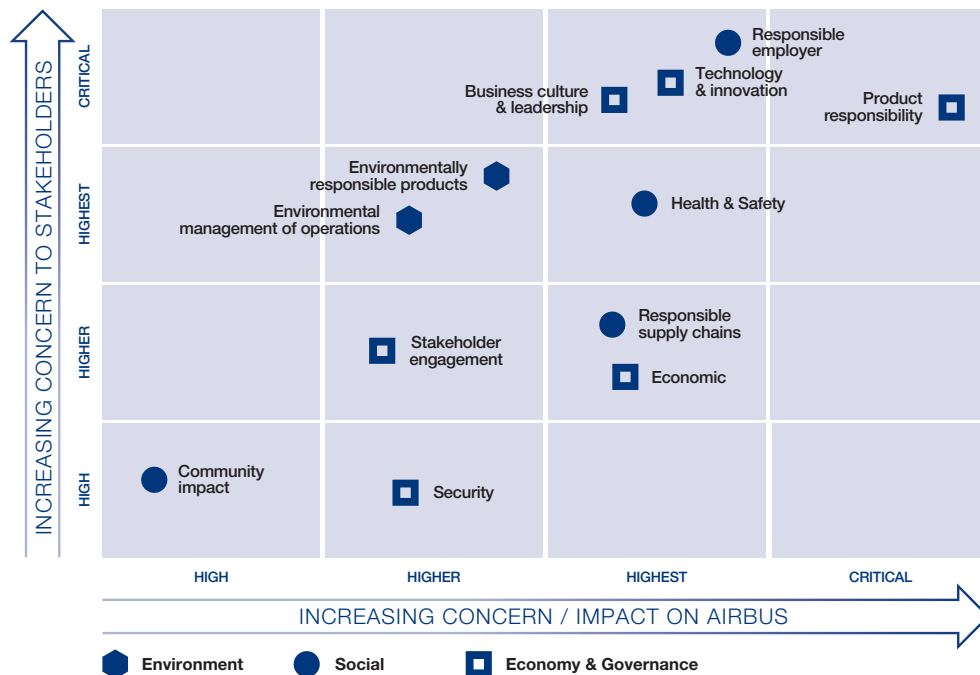 INCREASING CONCERN TO STAKEHOLDERS
CRITICAL
HIGHEST
HIGHER
HIGH
Responsible
employer
Technology
& innovation
Business culture
& leadership
Product
responsibility
Environmentally
responsible products
Environmental
management of operations
Health & Safety
Responsible
supply chains
Stakeholder
engagement
Economic
Community
impact
Security
HIGH
HIGHER
HIGHEST
CRITICAL
INCREASING CONCERN / IMPACT ON AIRBUS
Environment
Social
Economy & Governance